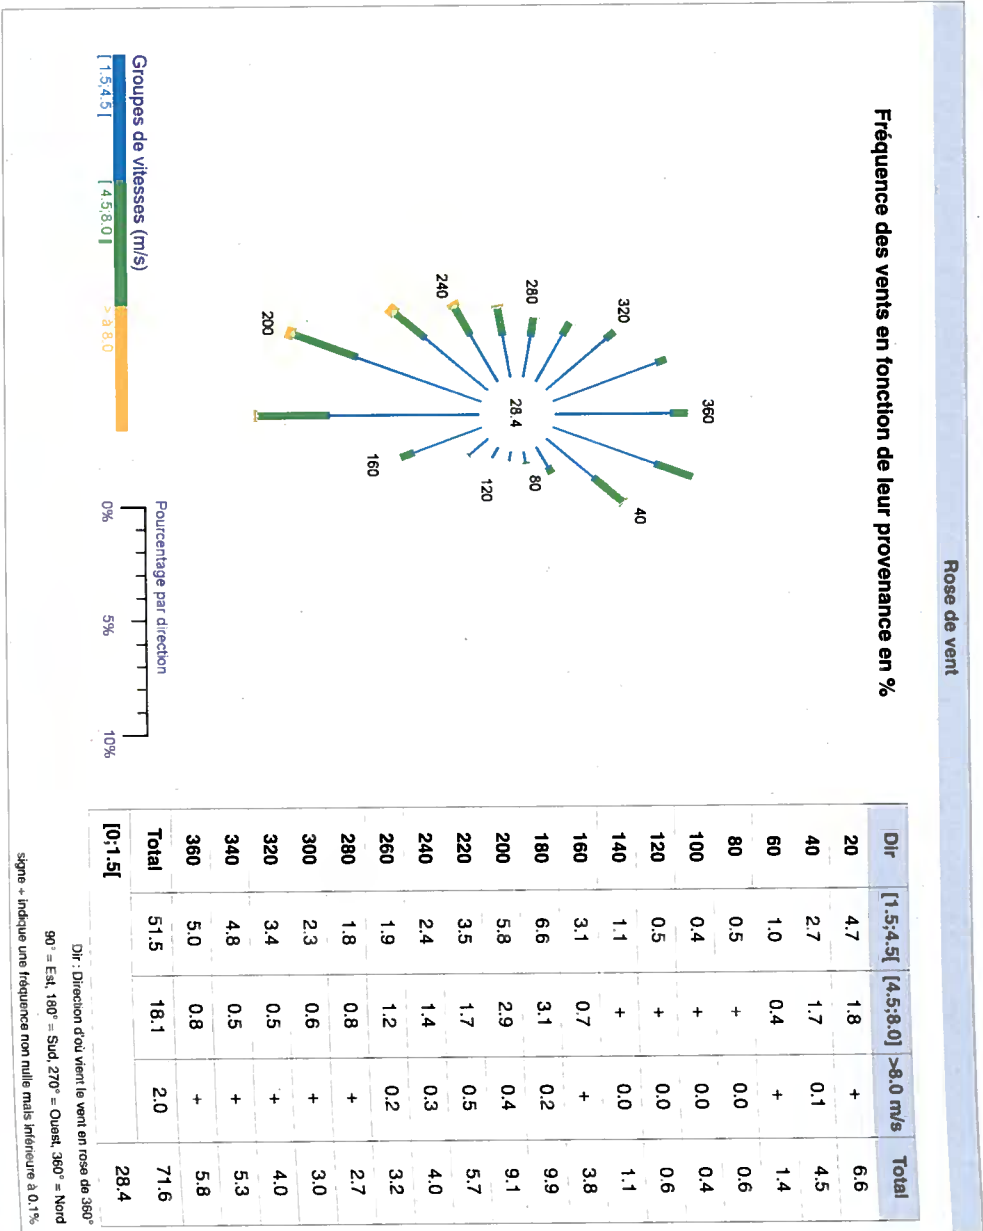 Rose de vent
Fréquence des vents en fonction de leur provenance en %
360
40
80
120
160
200
240
280
320
28.4
Groupes de vitesses (m/s)
[ 1.5;4.5 [
[ 4.5;8.0 ]
> à 8.0
Pourcentage par direction
0% 5% 10%
Dir [1.5;4.5[ [4.5;8.0] >8.0 m/s Total
20 4.7 1.8 + 6.6
40 2.7 1.7 0.1 4.5
60 1.0 0.4 + 1.4
80 0.5 + 0.0 0.6
100 0.4 + 0.0 0.4
120 0.5 + 0.0 0.6
140 1.1 + 0.0 1.1
160 3.1 0.7 + 3.8
180 6.6 3.1 0.2 9.9
200 5.8 2.9 0.4 9.1
220 3.5 1.7 0.5 5.7
240 2.4 1.4 0.3 4.0
260 1.9 1.2 0.2 3.2
280 1.8 0.8 + 2.7
300 2.3 0.6 + 3.0
320 3.4 0.5 + 4.0
340 4.8 0.5 + 5.3
360 5.0 0.8 + 5.8
Total 51.5 18.1 2.0 71.6
[0;1.5[ 28.4
Dir : Direction d'où vient le vent en rose de 360°
90° = Est, 180° = Sud, 270° = Ouest, 360° = Nord
signe + indique une fréquence non nulle mais inférieure à 0.1%